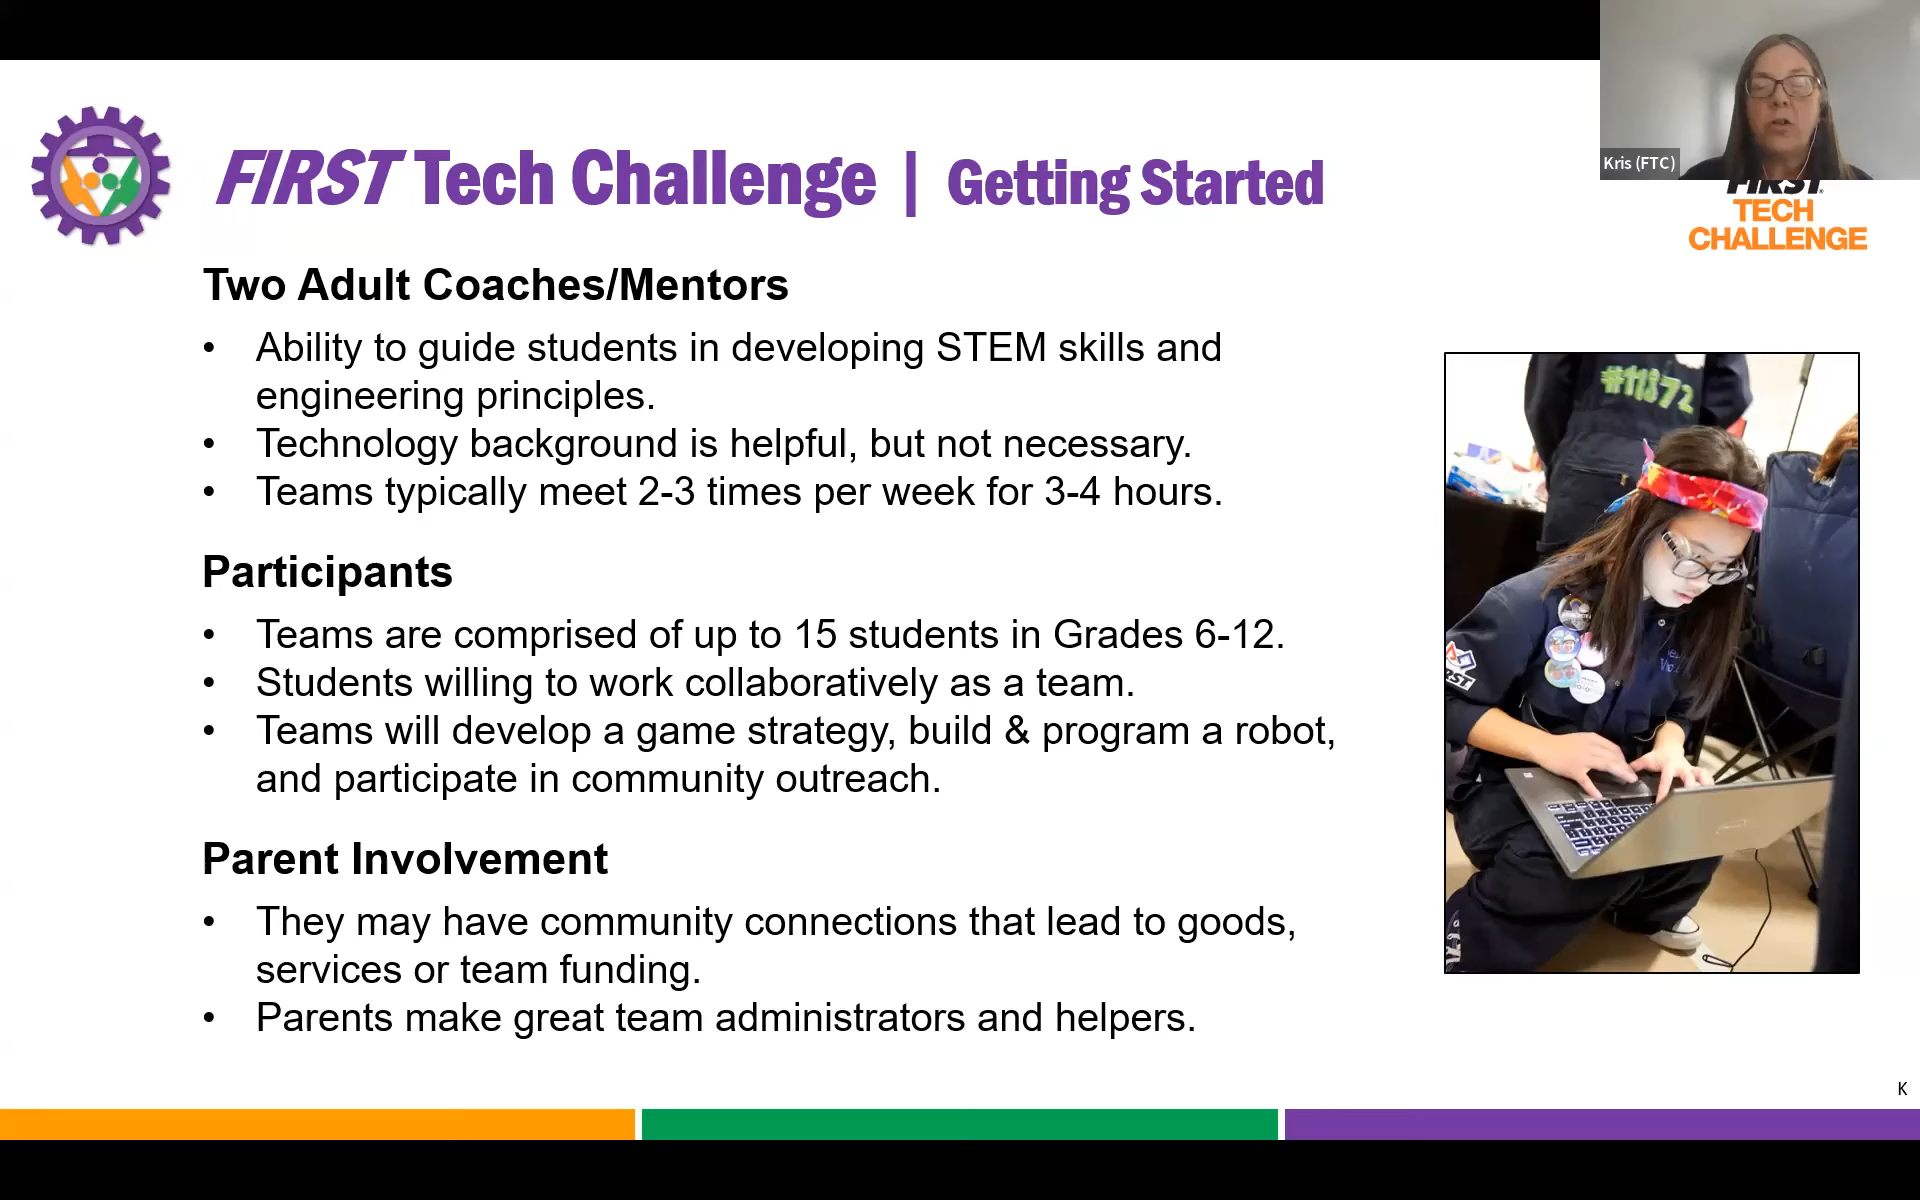 Kris (FTC)
FIRST Tech Challenge | Getting Started
FIRST
TECH
CHALLENGE
Two Adult Coaches/Mentors
• Ability to guide students in developing STEM skills and
engineering principles.
• Technology background is helpful, but not necessary.
• Teams typically meet 2-3 times per week for 3-4 hours.
Participants
• Teams are comprised of up to 15 students in Grades 6-12.
• Students willing to work collaboratively as a team.
• Teams will develop a game strategy, build & program a robot,
and participate in community outreach.
Parent Involvement
• They may have community connections that lead to goods,
services or team funding.
• Parents make great team administrators and helpers.
#11872
K